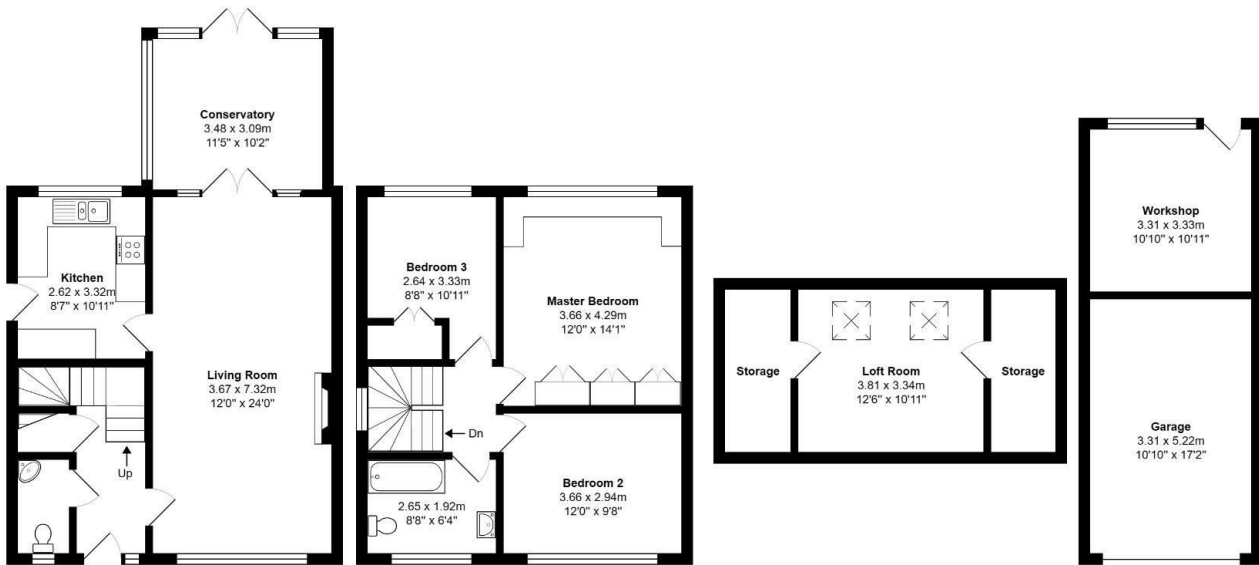 Conservatory
3.48 x 3.09m
11'5" x 10'2"
Kitchen
2.62 x 3.32m
8'7" x 10'11"
Living Room
3.67 x 7.32m
12'0" x 24'0"
Up
Bedroom 3
2.64 x 3.33m
8'8" x 10'11"
Master Bedroom
3.66 x 4.29m
12'0" x 14'1"
Dn
2.65 x 1.92m
8'8" x 6'4"
Bedroom 2
3.66 x 2.94m
12'0" x 9'8"
Storage
Loft Room
3.81 x 3.34m
12'6" x 10'11"
Storage
Workshop
3.31 x 3.33m
10'10" x 10'11"
Garage
3.31 x 5.22m
10'10" x 17'2"